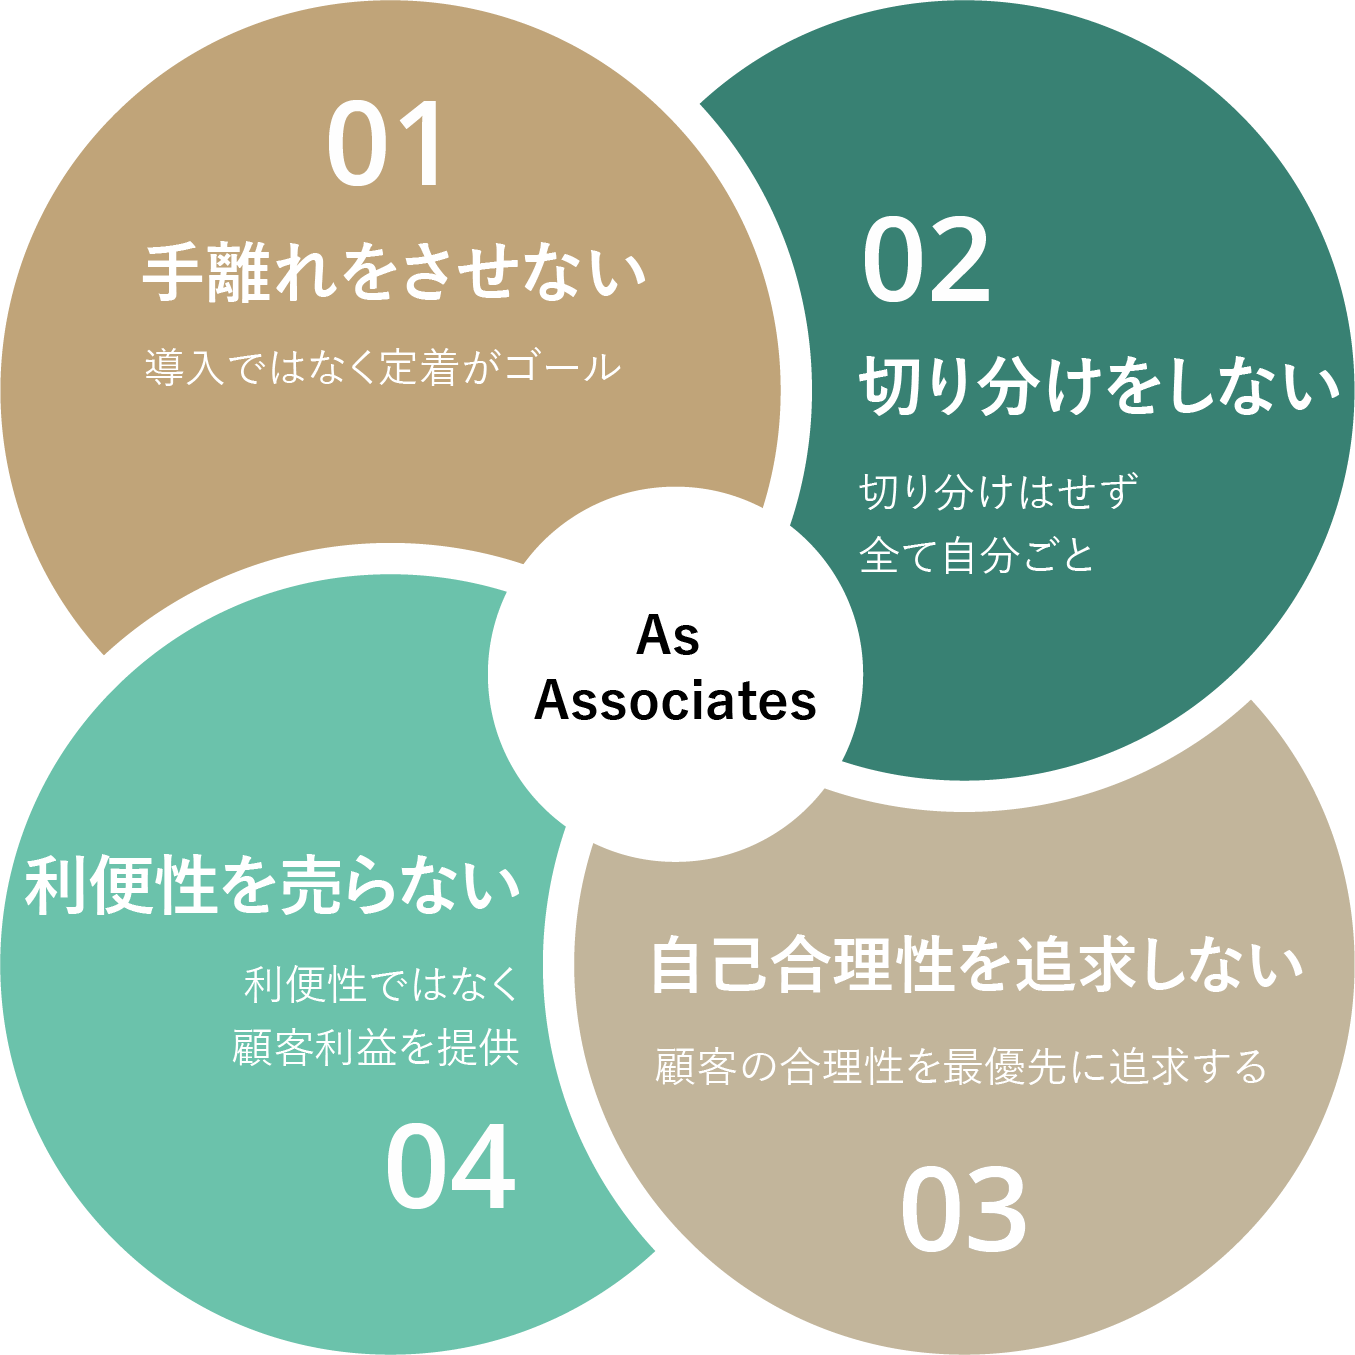 01
手離れをさせない
導入ではなく定着がゴール
02
切り分けをしない
切り分けはせず
全て自分ごと
As
Associates
自己合理性を追求しない
顧客の合理性を最優先に追求する
03
利便性を売らない
利便性ではなく
顧客利益を提供
04